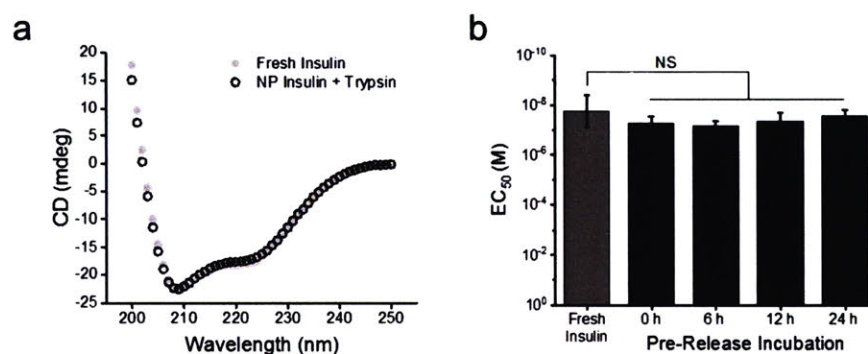 a
CD (mdeg)
20
15
10
5
0
-5
-10
-15
-20
-25
Fresh Insulin
NP Insulin + Trypsin
200 210 220 230 240 250
Wavelength (nm)
b
EC50 (M)
10-10
10-8
10-6
10-4
10-2
100
NS
Fresh
Insulin
0 h 6 h 12 h 24 h
Pre-Release Incubation